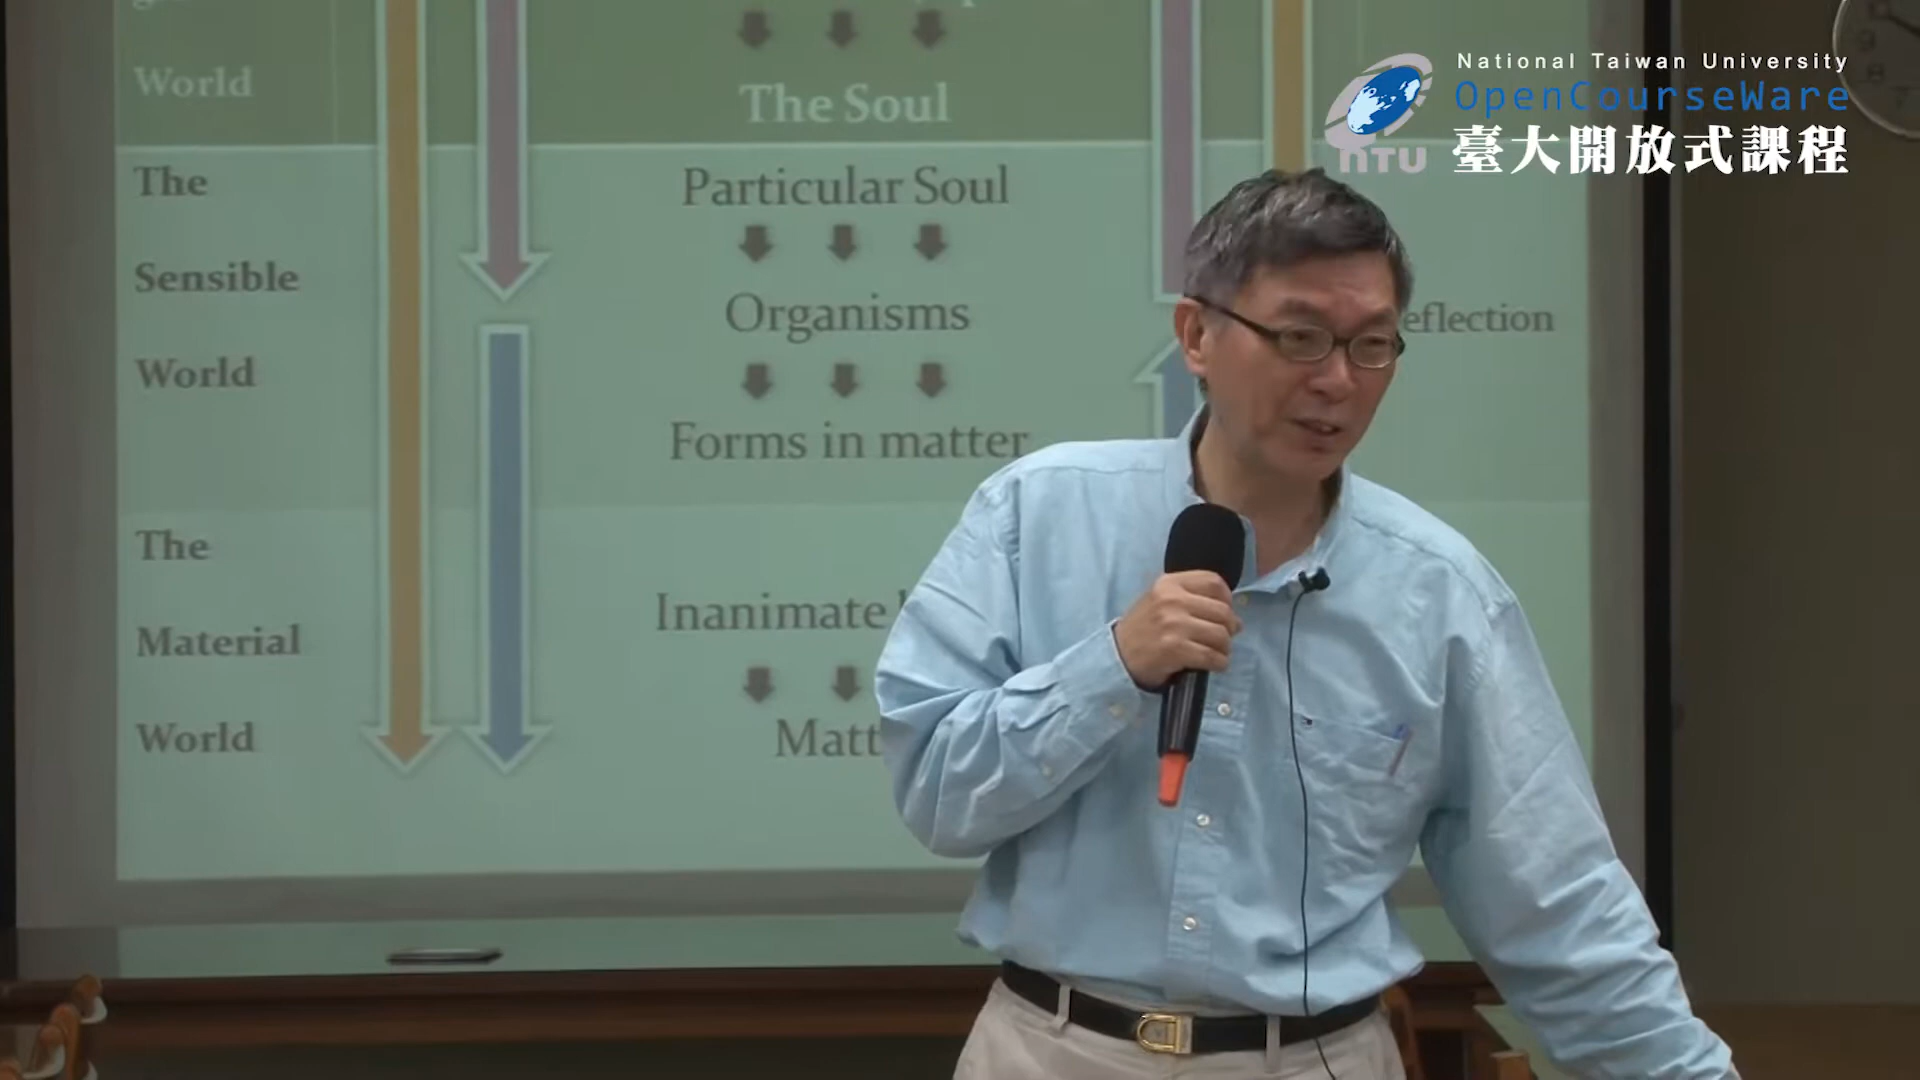 National Taiwan University
OpenCourseWare
臺大開放式課程
NTU
World
The Soul
The
Particular Soul
Sensible
Organisms
eflection
World
Forms in matter
The
Inanimate
Material
World
Matt